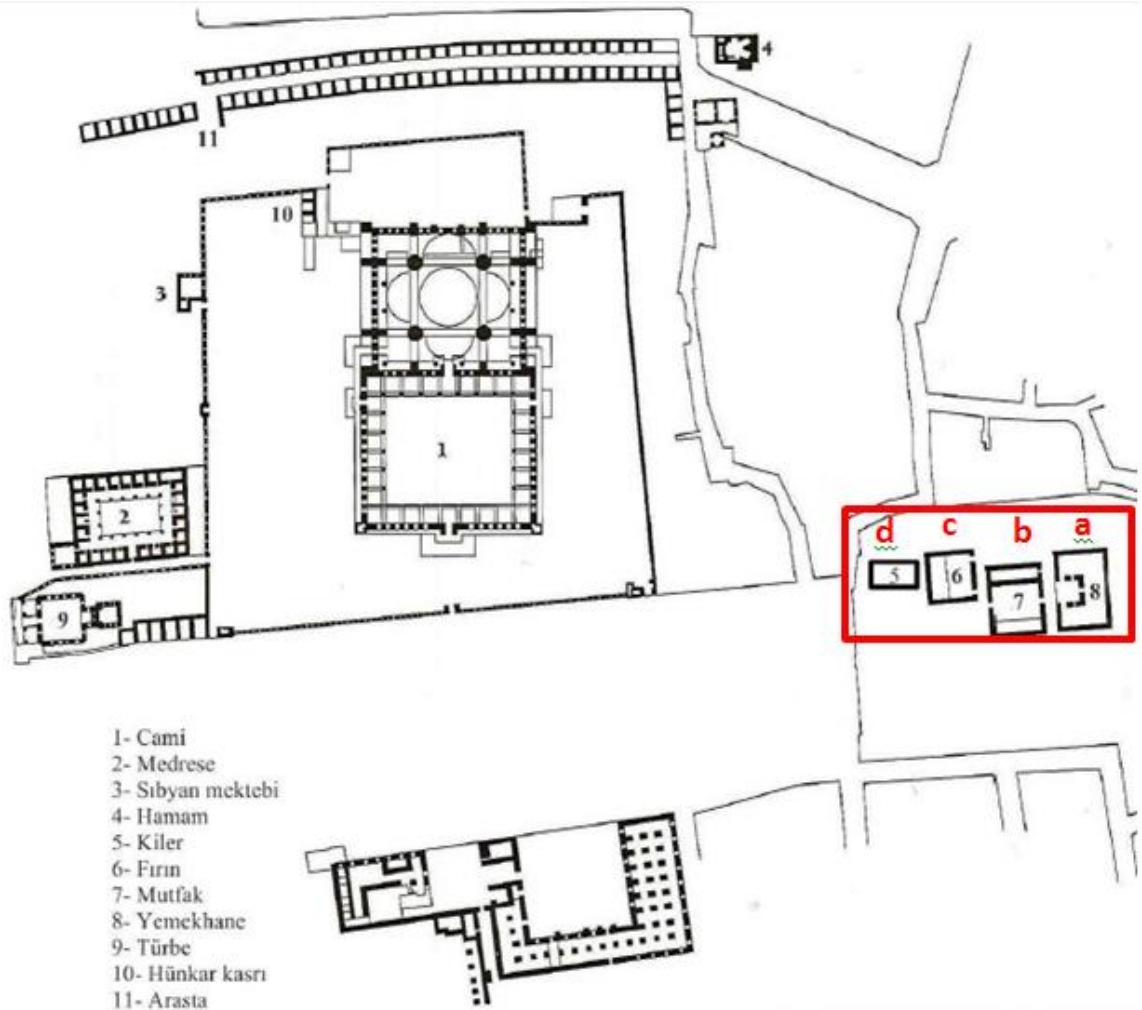 4
11
10
3
1
2
9
d c b a
5 6 7 8
1- Cami
2- Medrese
3- Sıbyan mektebi
4- Hamam
5- Kiler
6- Fırın
7- Mutfak
8- Yemekhane
9- Türbe
10- Hünkar kasrı
11- Arasta